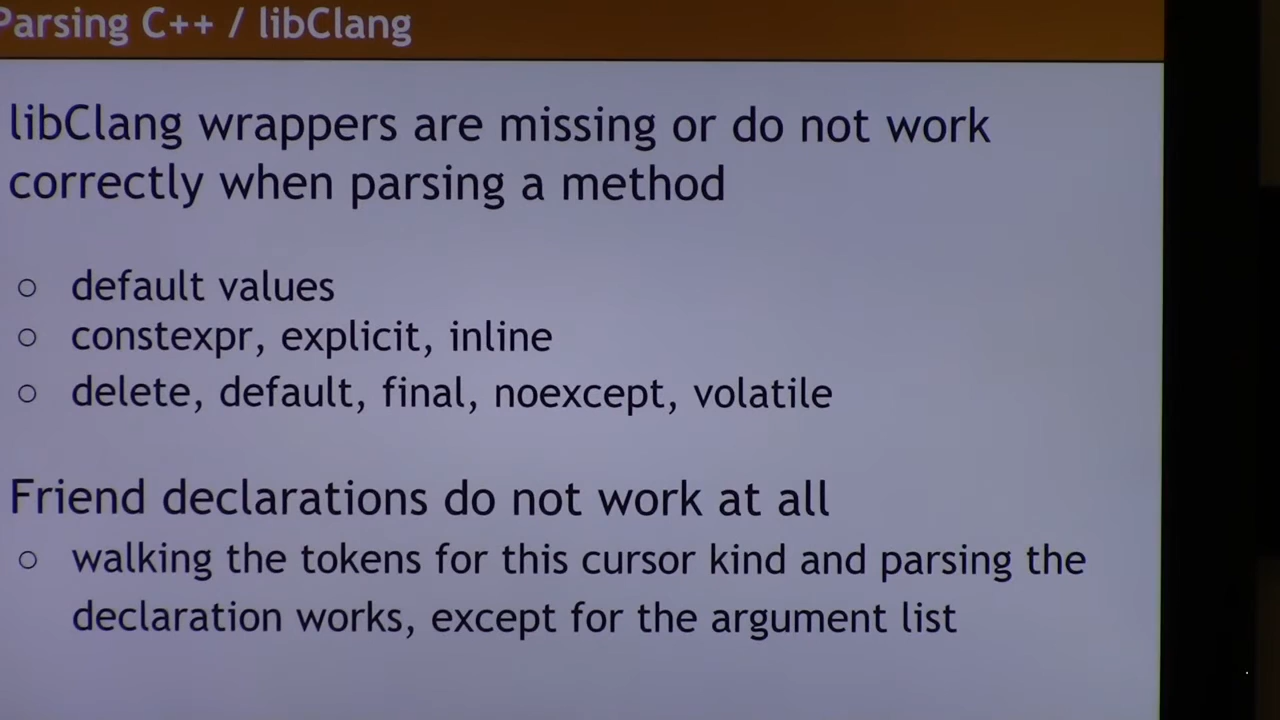 Parsing C++ / libClang
libClang wrappers are missing or do not work
correctly when parsing a method
○ default values
○ constexpr, explicit, inline
○ delete, default, final, noexcept, volatile
Friend declarations do not work at all
○ walking the tokens for this cursor kind and parsing the
declaration works, except for the argument list